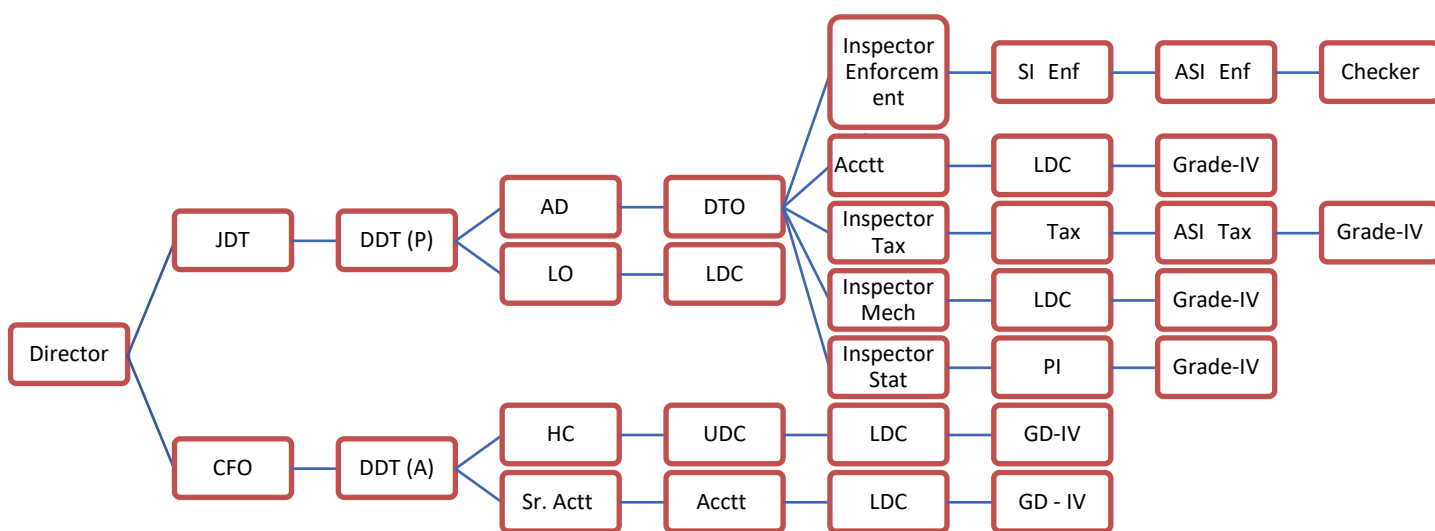 Inspector
Enforcem
ent
SI Enf
ASI Enf
Checker
Acctt
LDC
Grade-IV
AD
DTO
Inspector
Tax
Tax
ASI Tax
Grade-IV
JDT
DDT (P)
LO
LDC
Inspector
Mech
LDC
Grade-IV
Director
Inspector
Stat
PI
Grade-IV
HC
UDC
LDC
GD-IV
CFO
DDT (A)
Sr. Actt
Acctt
LDC
GD - IV